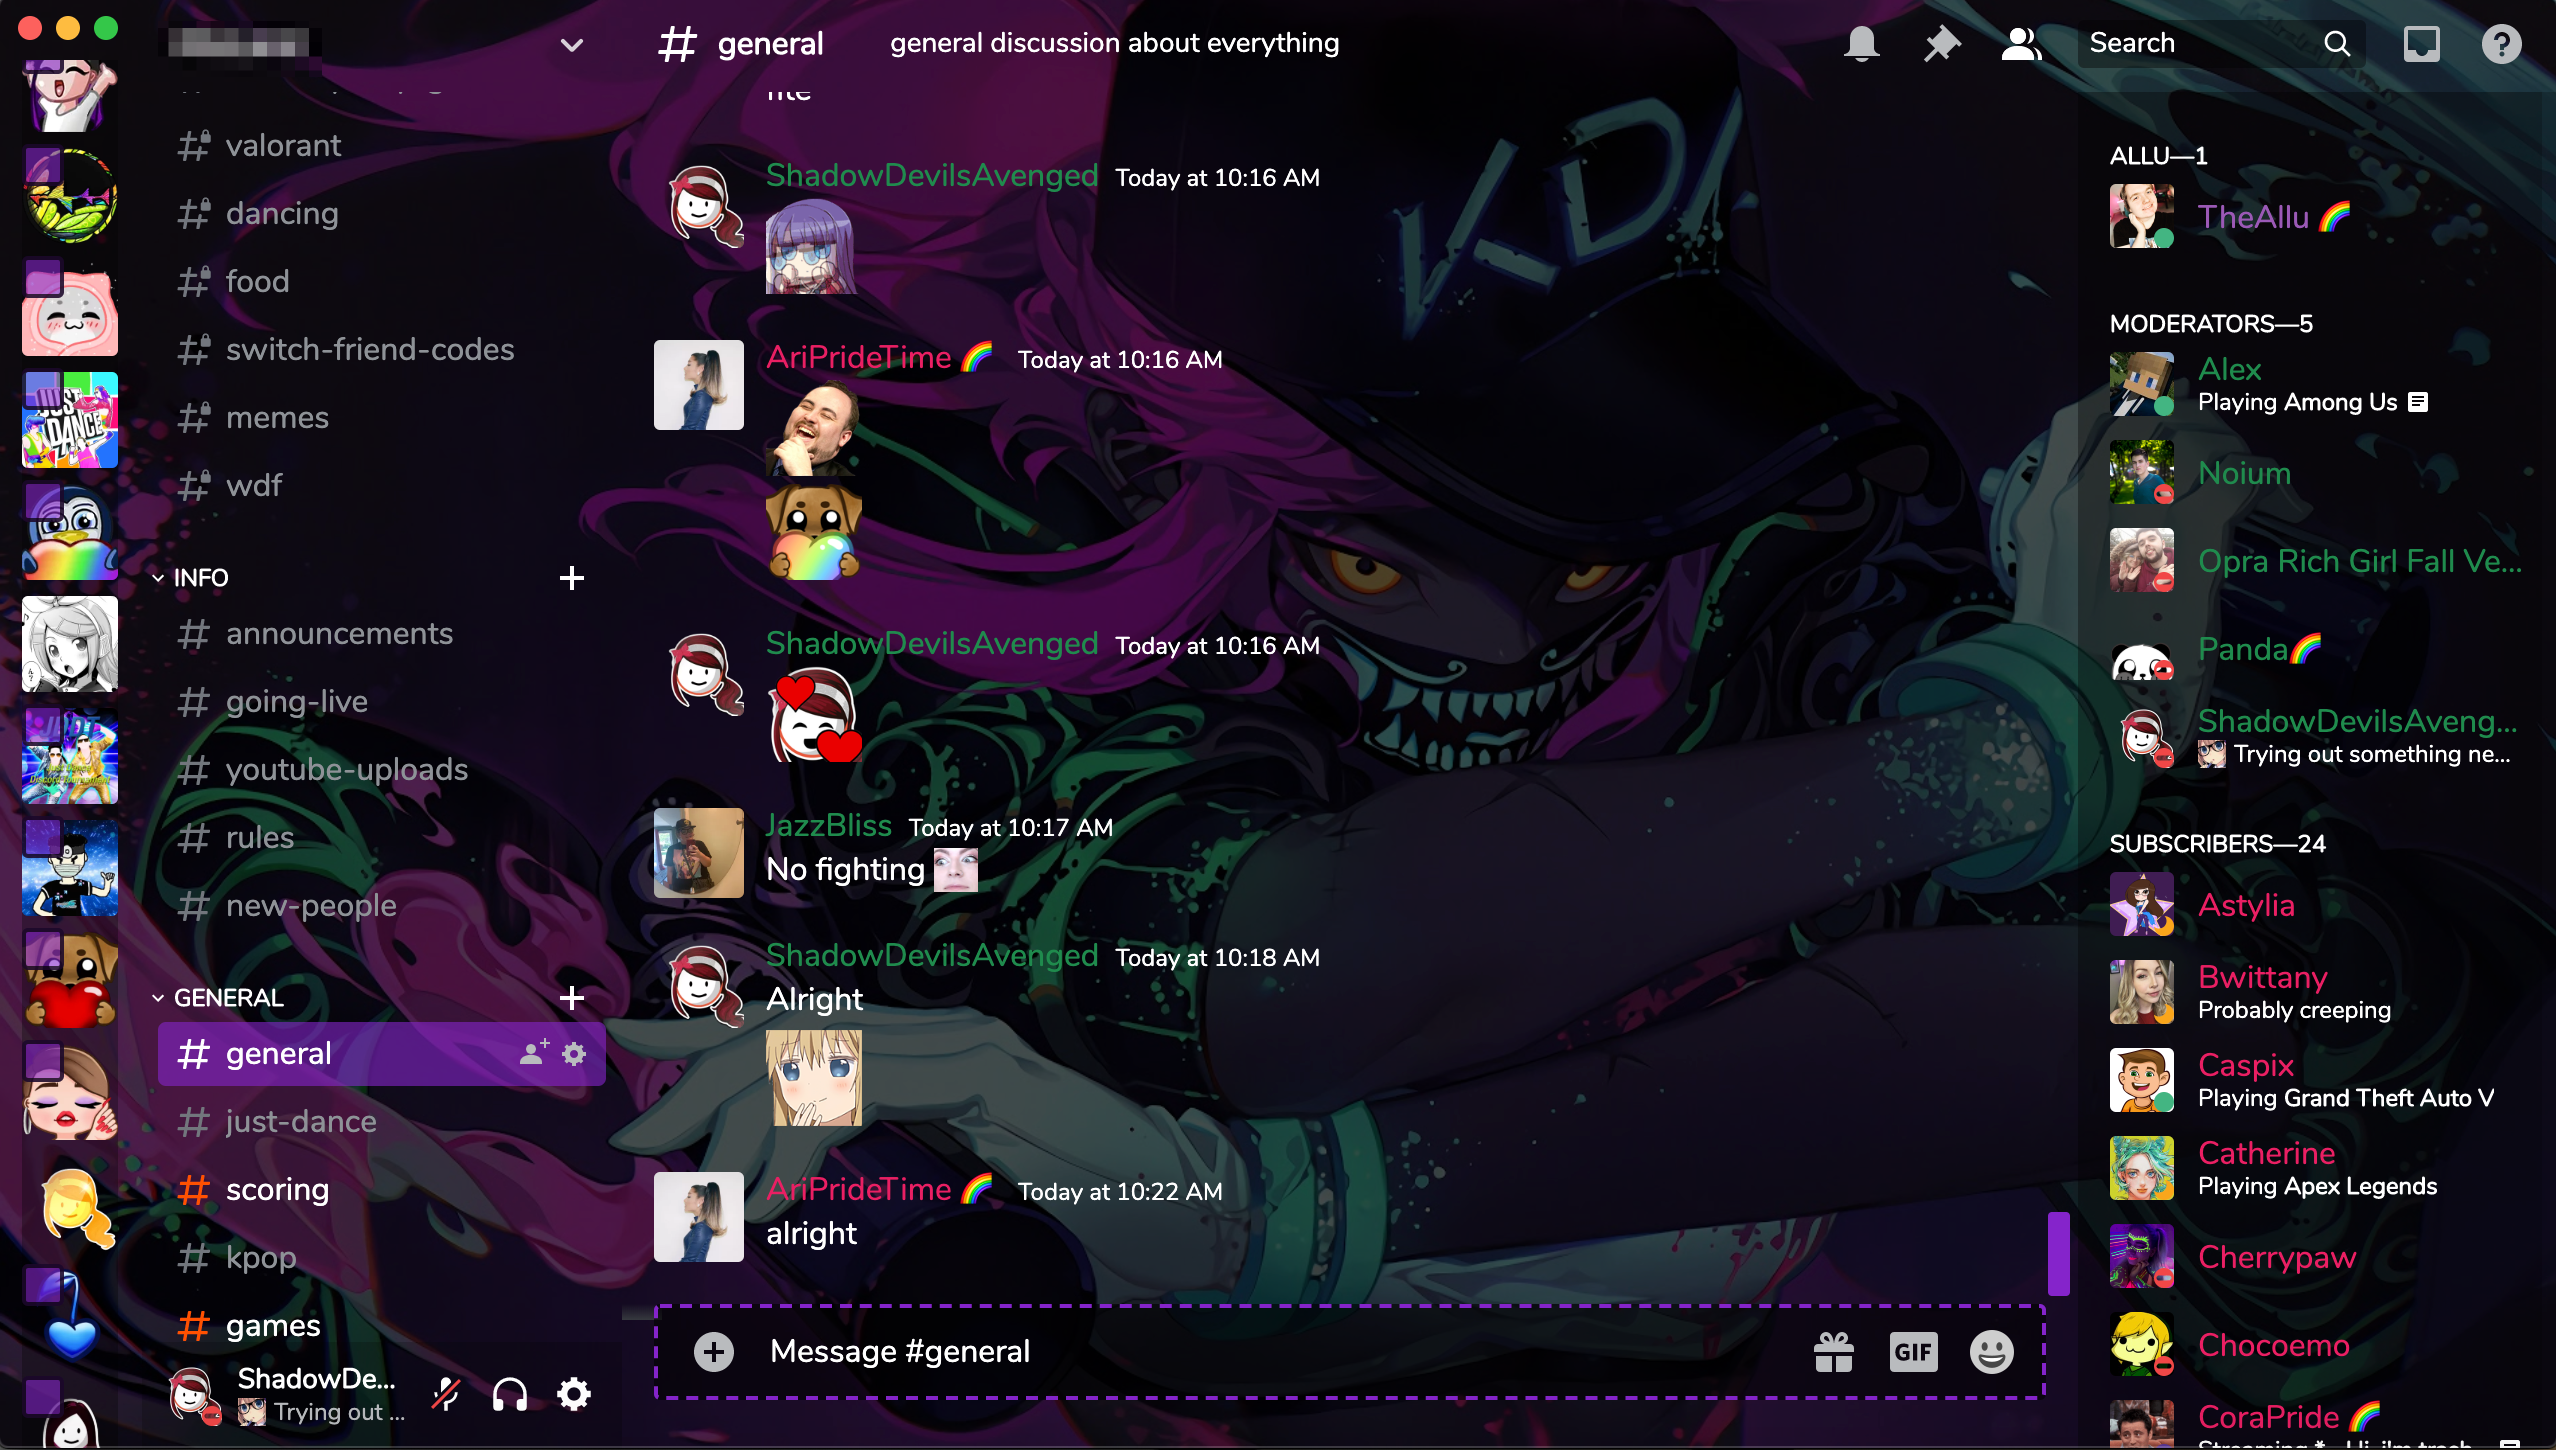 general
general discussion about everything
Search
valorant
dancing
food
switch-friend-codes
memes
wdf
INFO
announcements
going-live
youtube-uploads
rules
new-people
GENERAL
general
just-dance
scoring
kpop
games
ShadowDe...
Trying out ...
JUST
DANCE
K/DA
ShadowDevilsAvenged Today at 10:16 AM
AriPrideTime 🌈 Today at 10:16 AM
ShadowDevilsAvenged Today at 10:16 AM
JazzBliss Today at 10:17 AM
No fighting
ShadowDevilsAvenged Today at 10:18 AM
Alright
AriPrideTime 🌈 Today at 10:22 AM
alright
Message #general
GIF
ALLU—1
TheAllu 🌈
MODERATORS—5
Alex
Playing Among Us
Noium
Opra Rich Girl Fall Ve...
Panda🌈
ShadowDevilsAveng...
Trying out something ne...
SUBSCRIBERS—24
Astylia
Bwittany
Probably creeping
Caspix
Playing Grand Theft Auto V
Catherine
Playing Apex Legends
Cherrypaw
Chocoemo
CoraPride 🌈